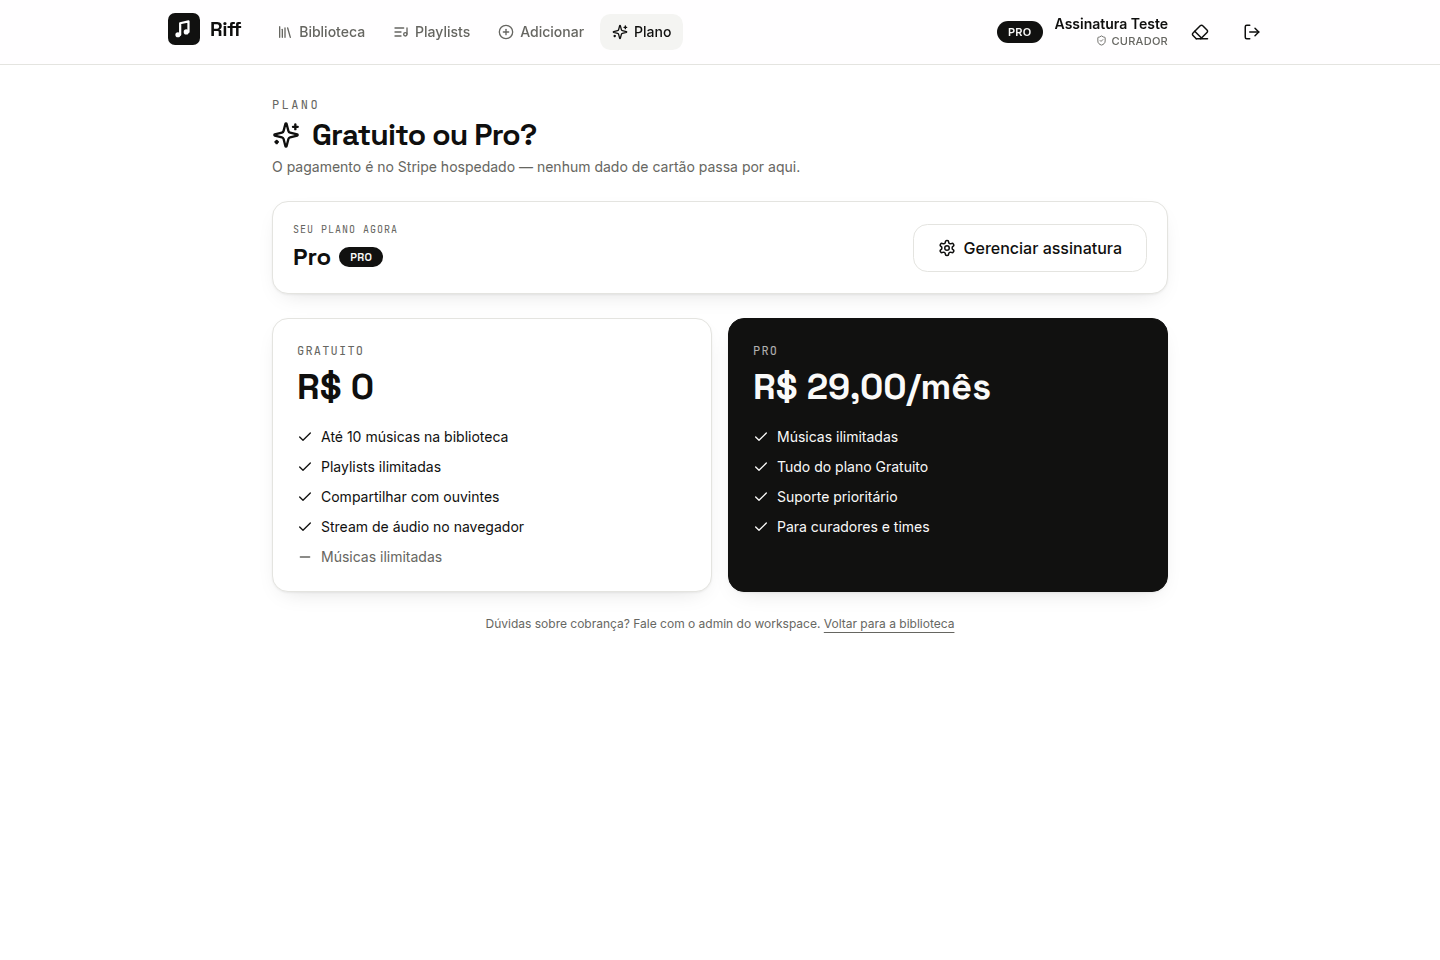 Riff
Biblioteca
Playlists
Adicionar
Plano
PRO
Assinatura Teste
CURADOR
PLANO
Gratuito ou Pro?
O pagamento é no Stripe hospedado — nenhum dado de cartão passa por aqui.
SEU PLANO AGORA
Pro PRO
Gerenciar assinatura
GRATUITO
R$ 0
Até 10 músicas na biblioteca
Playlists ilimitadas
Compartilhar com ouvintes
Stream de áudio no navegador
Músicas ilimitadas
PRO
R$ 29,00/mês
Músicas ilimitadas
Tudo do plano Gratuito
Suporte prioritário
Para curadores e times
Dúvidas sobre cobrança? Fale com o admin do workspace. Voltar para a biblioteca